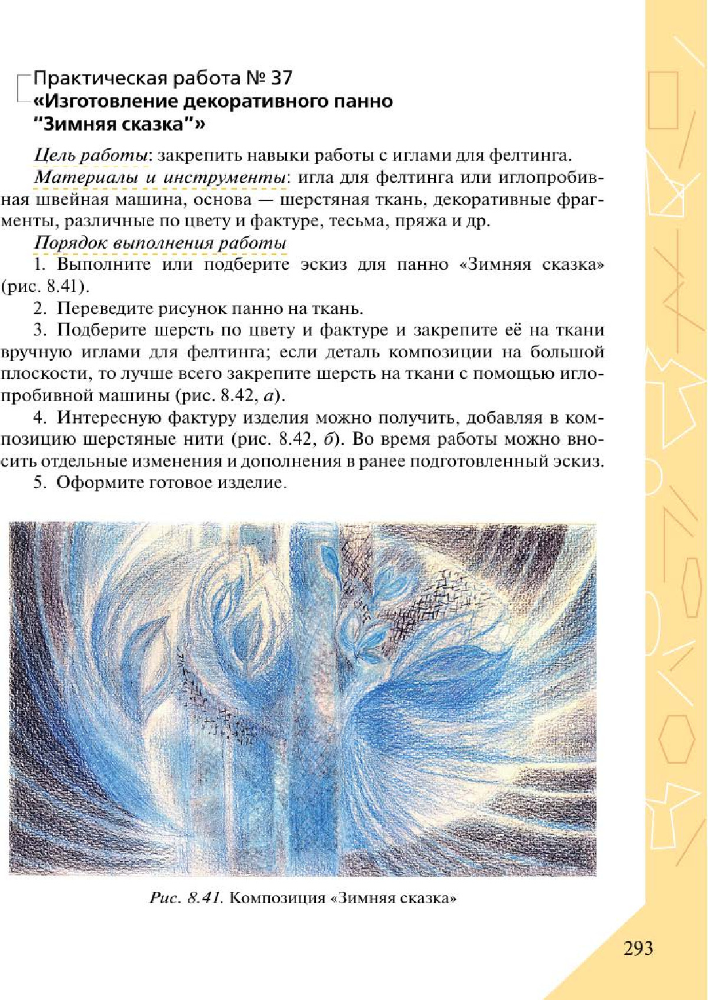 Практическая работа № 37
«Изготовление декоративного панно
"Зимняя сказка"»
Цель работы: закрепить навыки работы с иглами для фелтинга.
Материалы и инструменты: игла для фелтинга или иглопробив-
ная швейная машина, основа — шерстяная ткань, декоративные фраг-
менты, различные по цвету и фактуре, тесьма, пряжа и др.
Порядок выполнения работы
1. Выполните или подберите эскиз для панно «Зимняя сказка»
(рис. 8.41).
2. Переведите рисунок панно на ткань.
3. Подберите шерсть по цвету и фактуре и закрепите её на ткани
вручную иглами для фелтинга; если деталь композиции на большой
плоскости, то лучше всего закрепите шерсть на ткани с помощью игло-
пробивной машины (рис. 8.42, а).
4. Интересную фактуру изделия можно получить, добавляя в ком-
позицию шерстяные нити (рис. 8.42, б). Во время работы можно вно-
сить отдельные изменения и дополнения в ранее подготовленный эскиз.
5. Оформите готовое изделие.
Рис. 8.41. Композиция «Зимняя сказка»
293